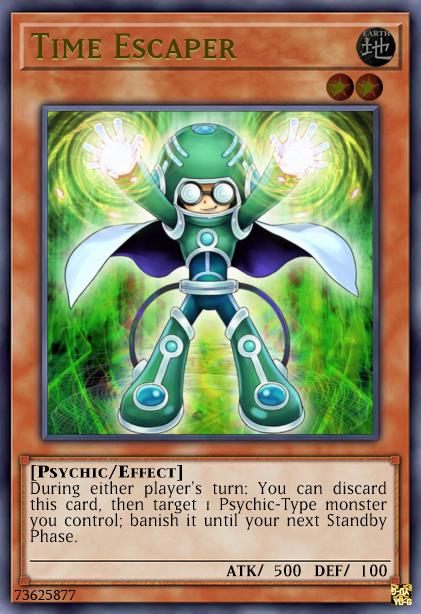 TIME ESCAPER
EARTH
地
[PSYCHIC/EFFECT]
During either player's turn: You can discard
this card, then target 1 Psychic-Type monster
you control; banish it until your next Standby
Phase.
ATK/ 500 DEF/ 100
73625877